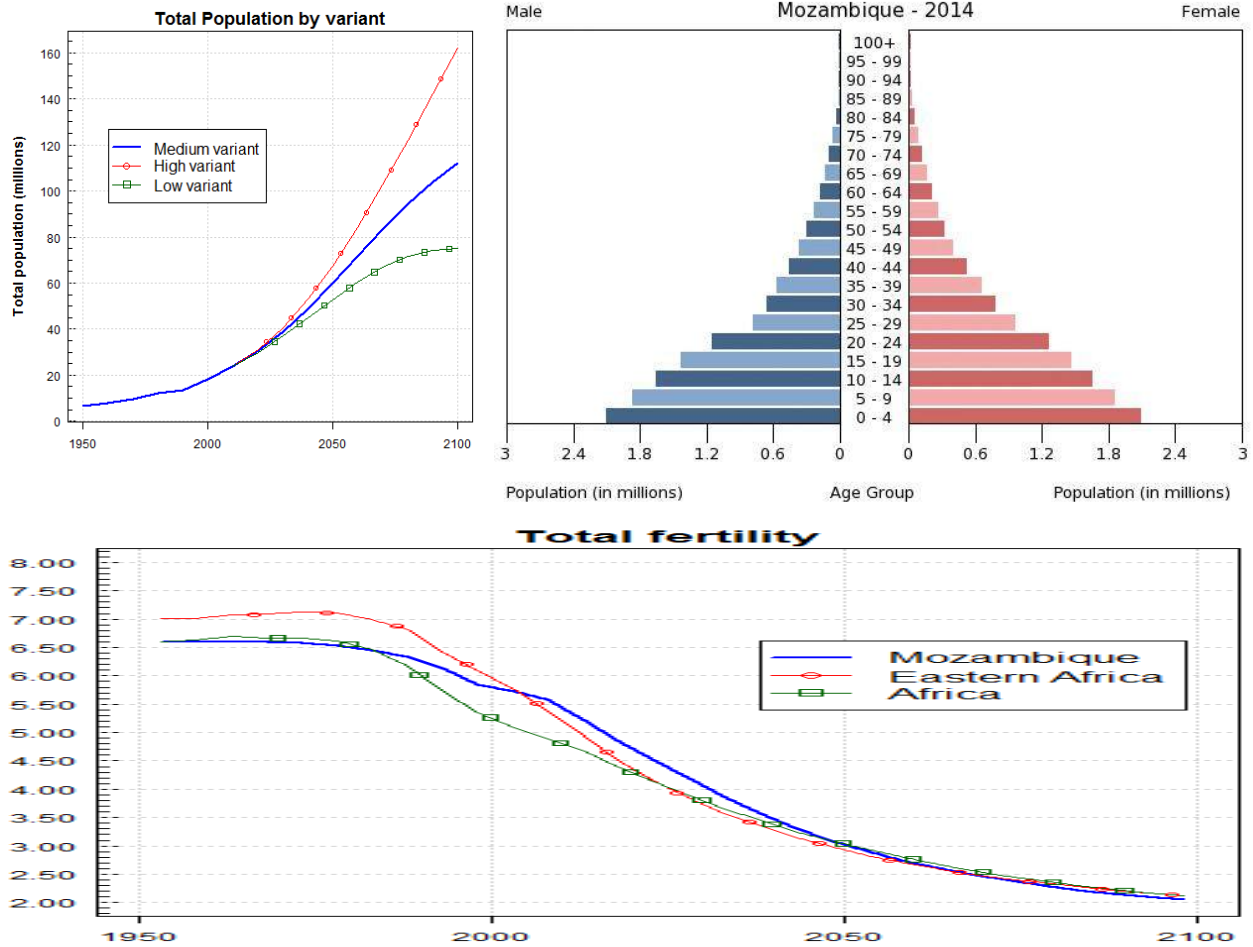 Total Population by variant
Total population (millions)
160
140
120
100
80
60
40
20
0
Medium variant
High variant
Low variant
1950 2000 2050 2100
Male Mozambique - 2014 Female
100+
95 - 99
90 - 94
85 - 89
80 - 84
75 - 79
70 - 74
65 - 69
60 - 64
55 - 59
50 - 54
45 - 49
40 - 44
35 - 39
30 - 34
25 - 29
20 - 24
15 - 19
10 - 14
5 - 9
0 - 4
3 2.4 1.8 1.2 0.6 0 0 0.6 1.2 1.8 2.4 3
Population (in millions) Age Group Population (in millions)
Total fertility
8.00
7.50
7.00
6.50
6.00
5.50
5.00
4.50
4.00
3.50
3.00
2.50
2.00
Mozambique
Eastern Africa
Africa
1950 2000 2050 2100